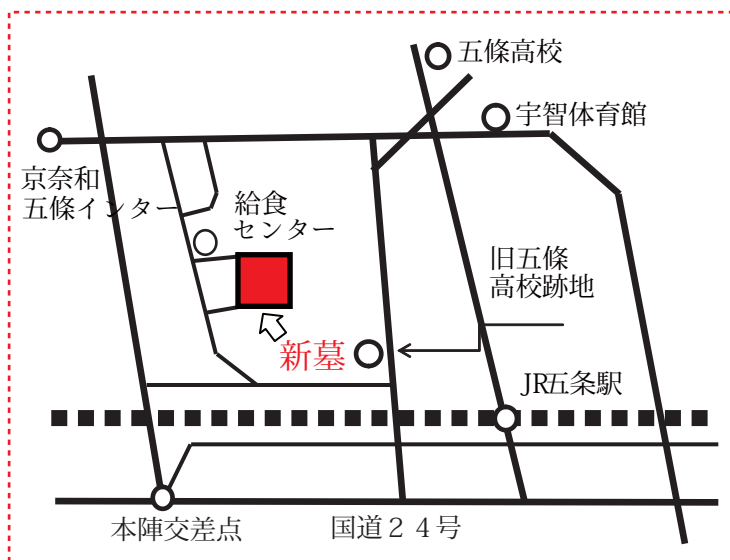 五條高校
宇智体育館
京奈和
五條インター
給食
センター
旧五條
高校跡地
新墓
JR五条駅
本陣交差点
国道２４号